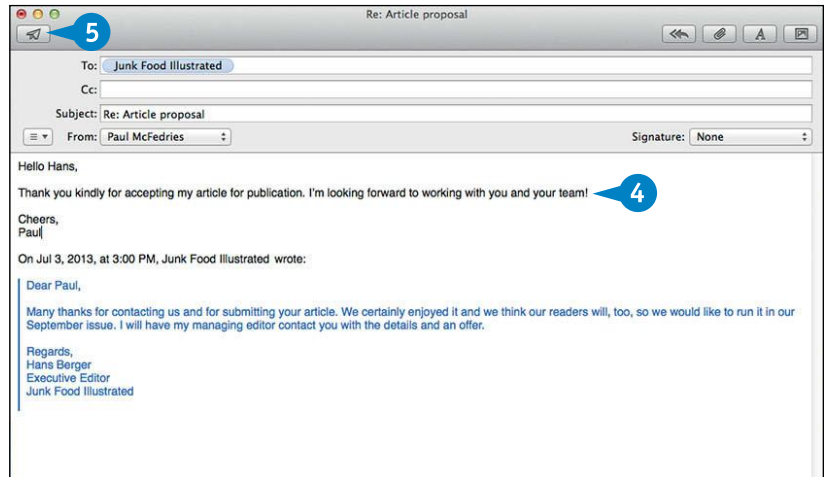 Re: Article proposal
5
A
To: Junk Food Illustrated
Cc:
Subject: Re: Article proposal
From: Paul McFedries Signature: None
Hello Hans,
Thank you kindly for accepting my article for publication. I'm looking forward to working with you and your team! 4
Cheers,
Paul
On Jul 3, 2013, at 3:00 PM, Junk Food Illustrated wrote:
Dear Paul,
Many thanks for contacting us and for submitting your article. We certainly enjoyed it and we think our readers will, too, so we would like to run it in our
September issue. I will have my managing editor contact you with the details and an offer.
Regards,
Hans Berger
Executive Editor
Junk Food Illustrated